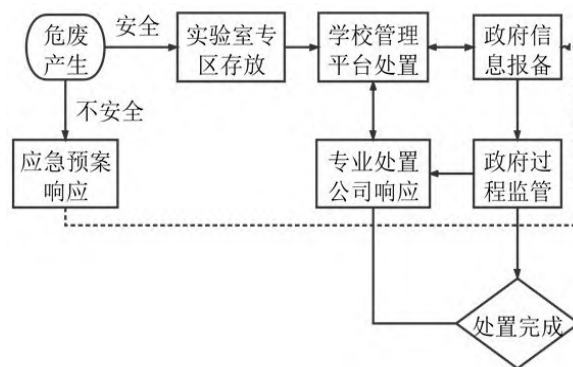 危废
产生
安全
实验室专
区存放
学校管理
平台处置
政府信
息报备
不安全
应急预案
响应
专业处置
公司响应
政府过
程监管
处置完成